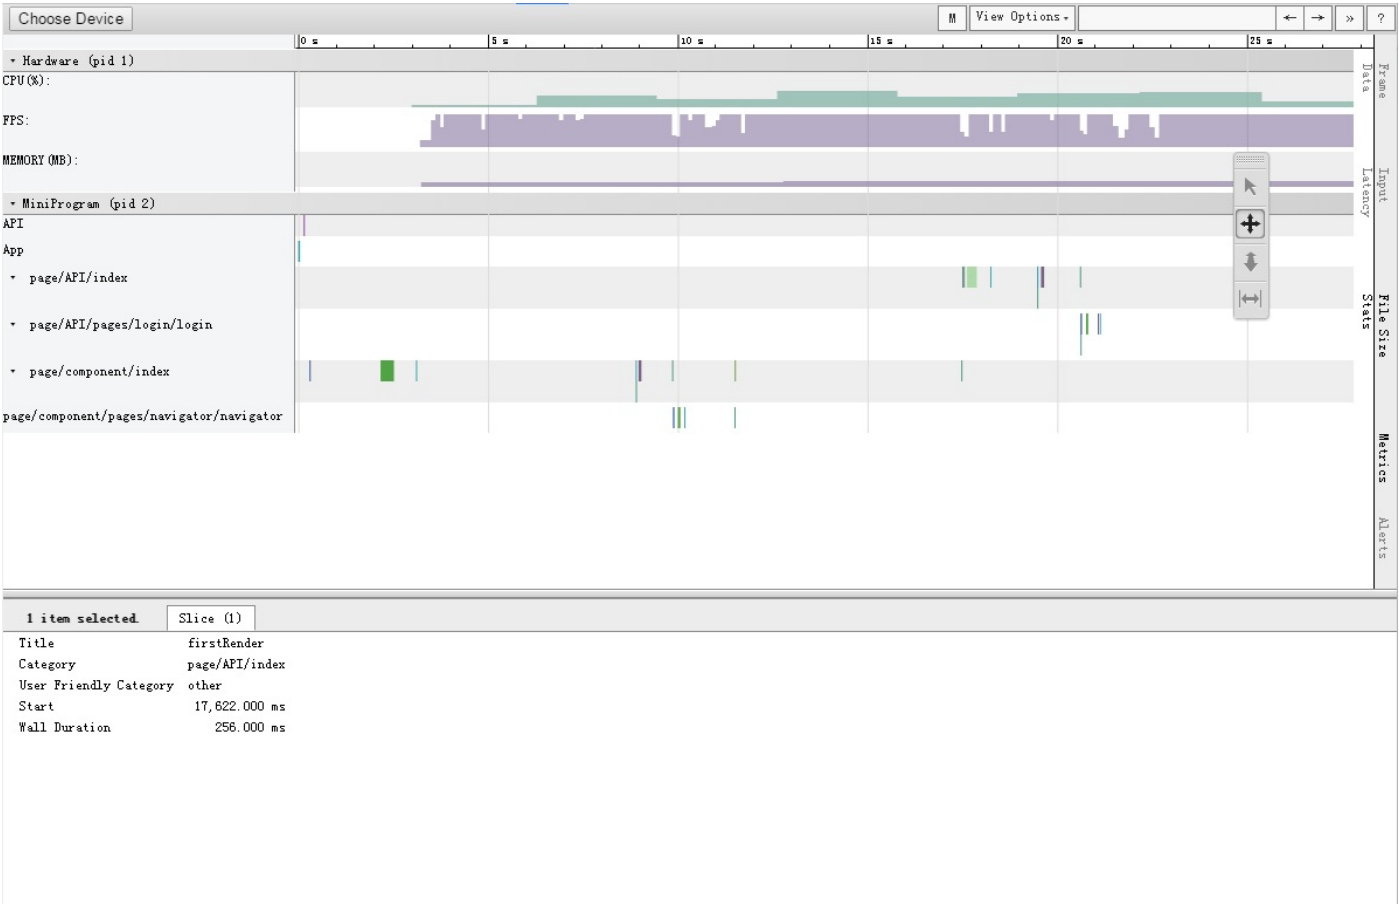 Choose Device
M
View Options
← → » ?
0 s 5 s 10 s 15 s 20 s 25 s
Hardware (pid 1)
CPU(%):
FPS:
MEMORY(MB):
MiniProgram (pid 2)
API
App
page/API/index
page/API/pages/login/login
page/component/index
page/component/pages/navigator/navigator
Frame Data
Input Latency
File Size Stats
Metrics
Alerts
1 item selected. Slice (1)
Title firstRender
Category page/API/index
User Friendly Category other
Start 17,622.000 ms
Wall Duration 256.000 ms